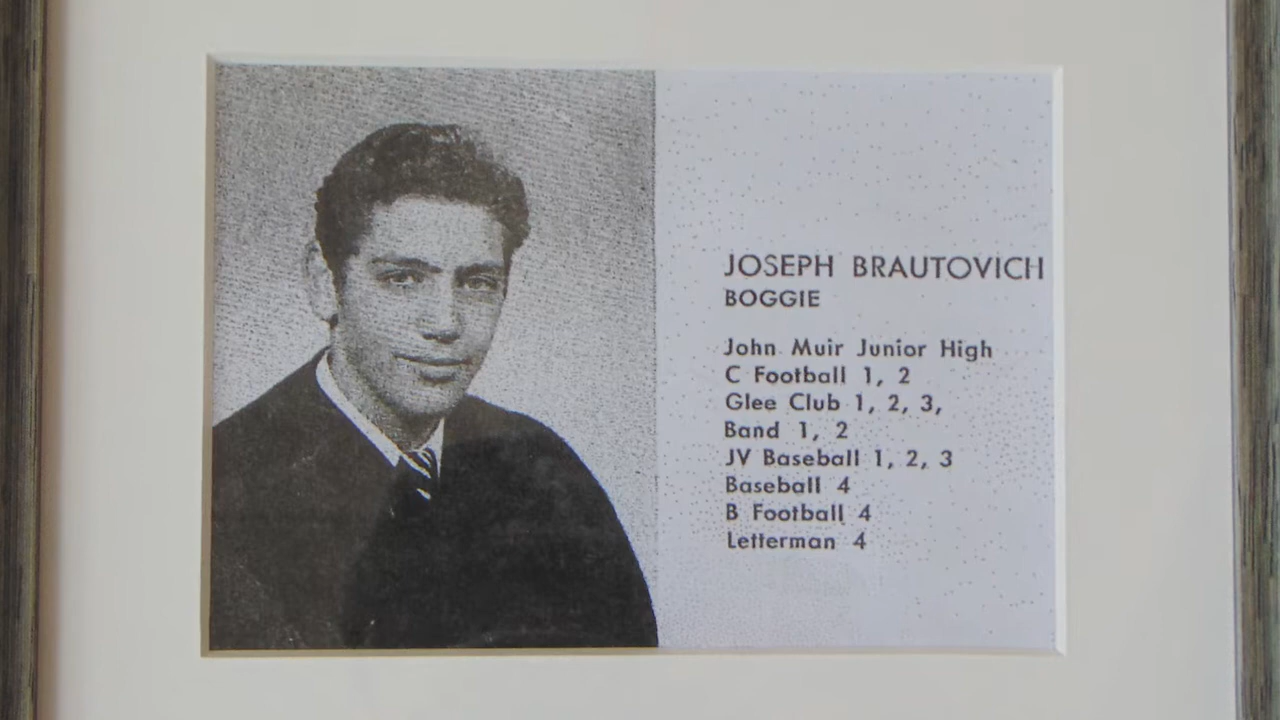 JOSEPH BRAUTOVICH
BOGGIE
John Muir Junior High
C Football 1, 2
Glee Club 1, 2, 3,
Band 1, 2
JV Baseball 1, 2, 3
Baseball 4
B Football 4
Letterman 4